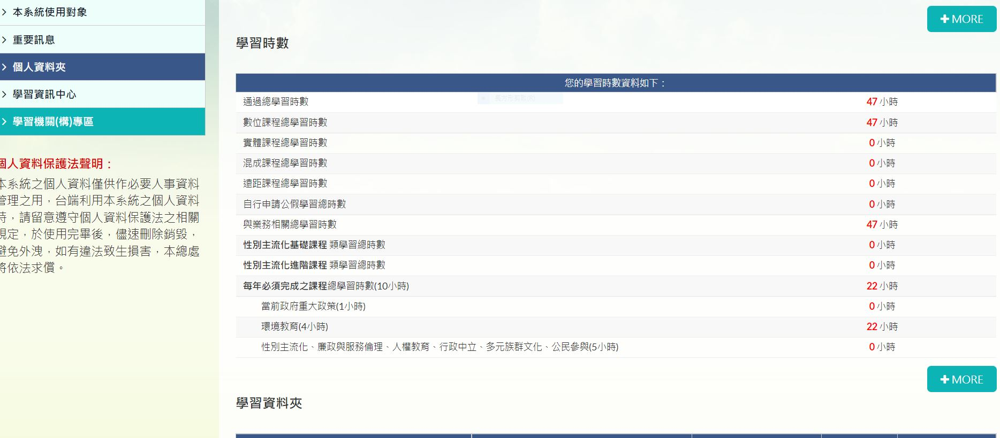 本系統使用對象
重要訊息
個人資料夾
學習資訊中心
學習機關(構)專區
個人資料保護法聲明：
本系統之個人資料僅供作必要人事資料
管理之用，台端利用本系統之個人資料
時，請留意遵守個人資料保護法之相關
規定，於使用完畢後，儘速刪除銷毀，
避免外洩，如有違法致生損害，本總處
將依法求償。
MORE
學習時數
您的學習時數資料如下：
長方形剪取(R)
通過總學習時數 47 小時
數位課程總學習時數 47 小時
實體課程總學習時數 0 小時
混成課程總學習時數 0 小時
遠距課程總學習時數 0 小時
自行申請公假學習總時數 0 小時
與業務相關總學習時數 47 小時
性別主流化基礎課程 類學習總時數 0 小時
性別主流化進階課程 類學習總時數 0 小時
每年必須完成之課程總學習時數(10小時) 22 小時
當前政府重大政策(1小時) 0 小時
環境教育(4小時) 22 小時
性別主流化、廉政與服務倫理、人權教育、行政中立、多元族群文化、公民參與(5小時) 0 小時
MORE
學習資料夾